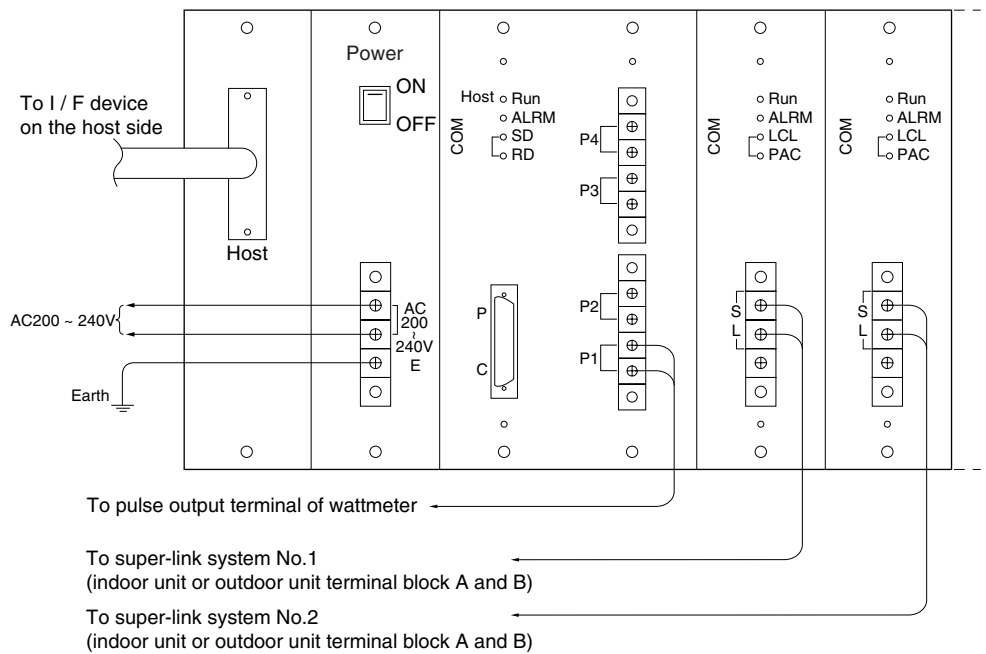 To I / F device
on the host side
Host
AC200 ~ 240V
Earth
Power
ON
OFF
AC
200
~
240V
E
COM
Host Run
ALRM
SD
RD
P
C
P4
P3
P2
P1
COM
Run
ALRM
LCL
PAC
S
L
COM
Run
ALRM
LCL
PAC
S
L
To pulse output terminal of wattmeter
To super-link system No.1
(indoor unit or outdoor unit terminal block A and B)
To super-link system No.2
(indoor unit or outdoor unit terminal block A and B)